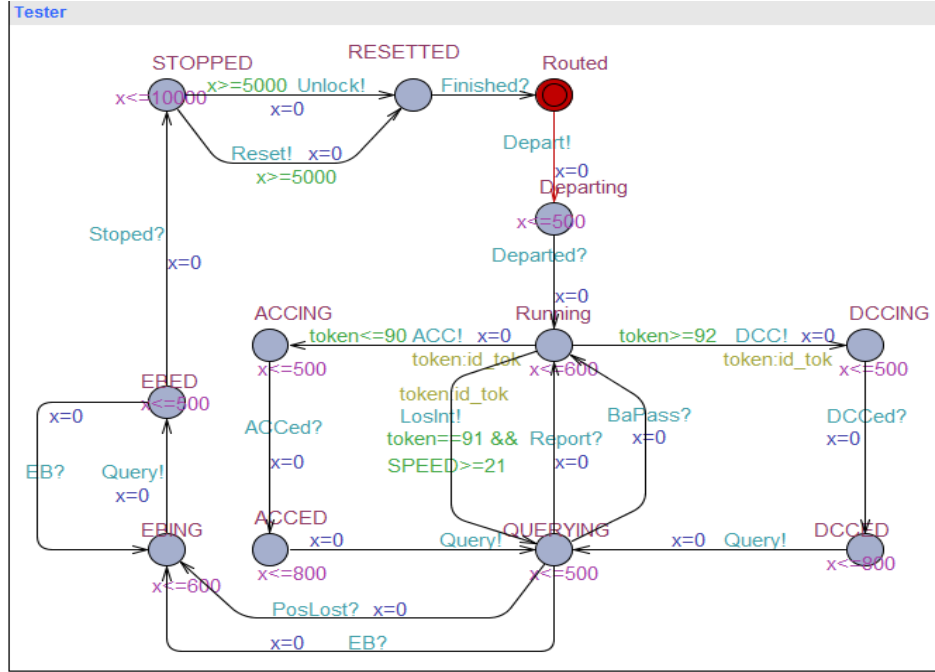 Tester
STOPPED
RESETTED
Routed
x<=10000
x>=5000 Unlock!
x=0
Finished?
Reset! x=0
x>=5000
Depart!
x=0
Departing
x<=500
Stoped?
x=0
Departed?
x=0
ACCING
Running
DCCING
token<=90 ACC! x=0
token>=92 DCC! x=0
token:id_tok
token:id_tok
x<=500
x<=600
x<=500
EBED
x<=500
x=0
token:id_tok
LosInt!
token==91 &&
SPEED>=21
ACCed?
x=0
Report?
x=0
BaPass?
x=0
DCCed?
x=0
EB?
Query!
x=0
EBING
ACCED
QUERYING
DCCED
x=0 Query!
x=0 Query!
x<=600
x<=800
x<=500
x<=800
PosLost? x=0
x=0 EB?